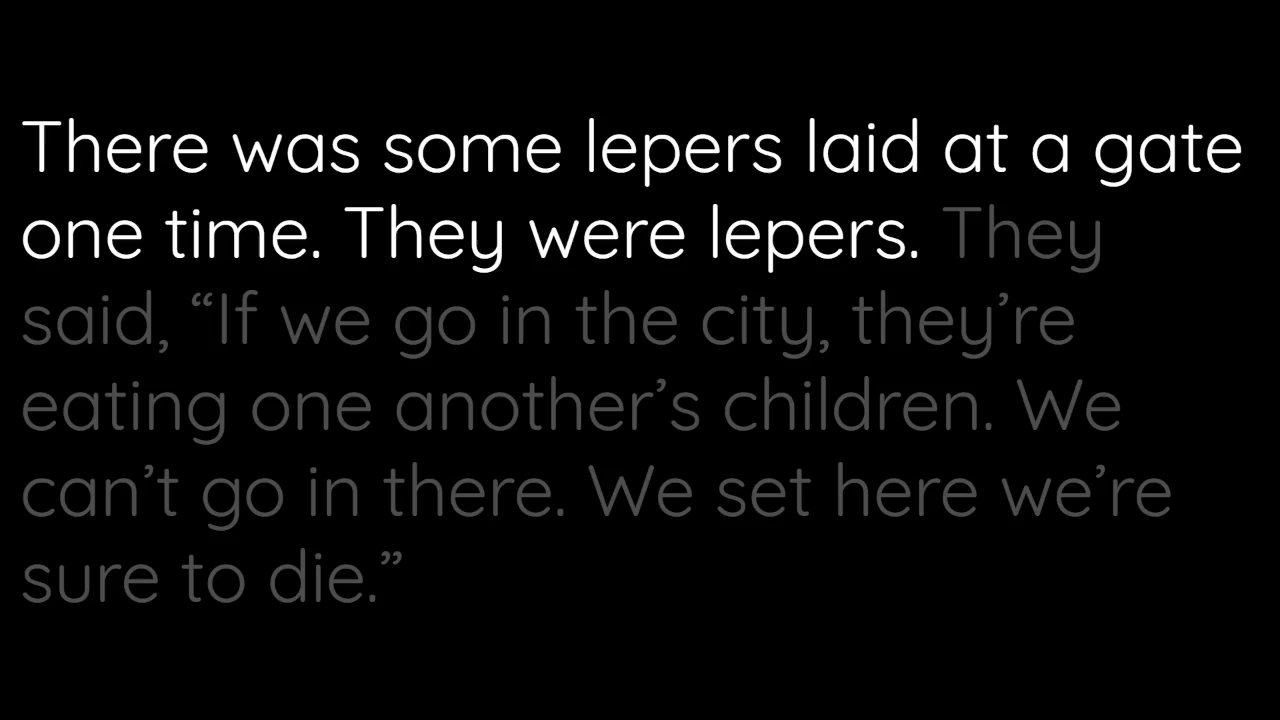 There was some lepers laid at a gate
one time. They were lepers. They
said, “If we go in the city, they’re
eating one another’s children. We
can’t go in there. We set here we’re
sure to die.”